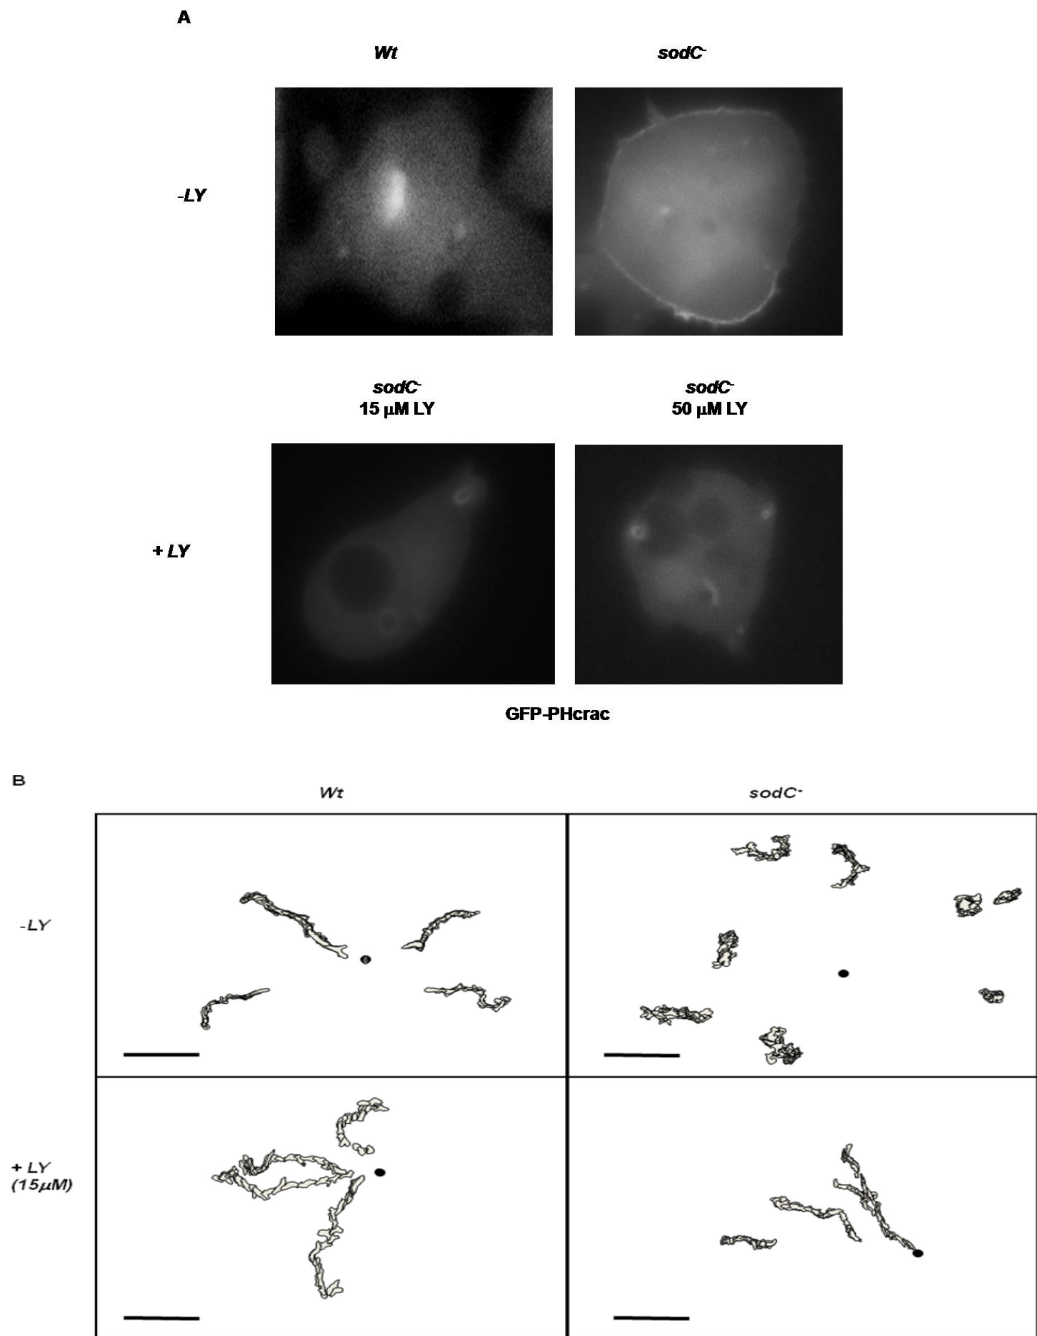 A
Wt sodC-
-LY
sodC- sodC-
15 µM LY 50 µM LY
+ LY
GFP-PHcrac
B
Wt sodC-
-LY
+ LY
(15µM)